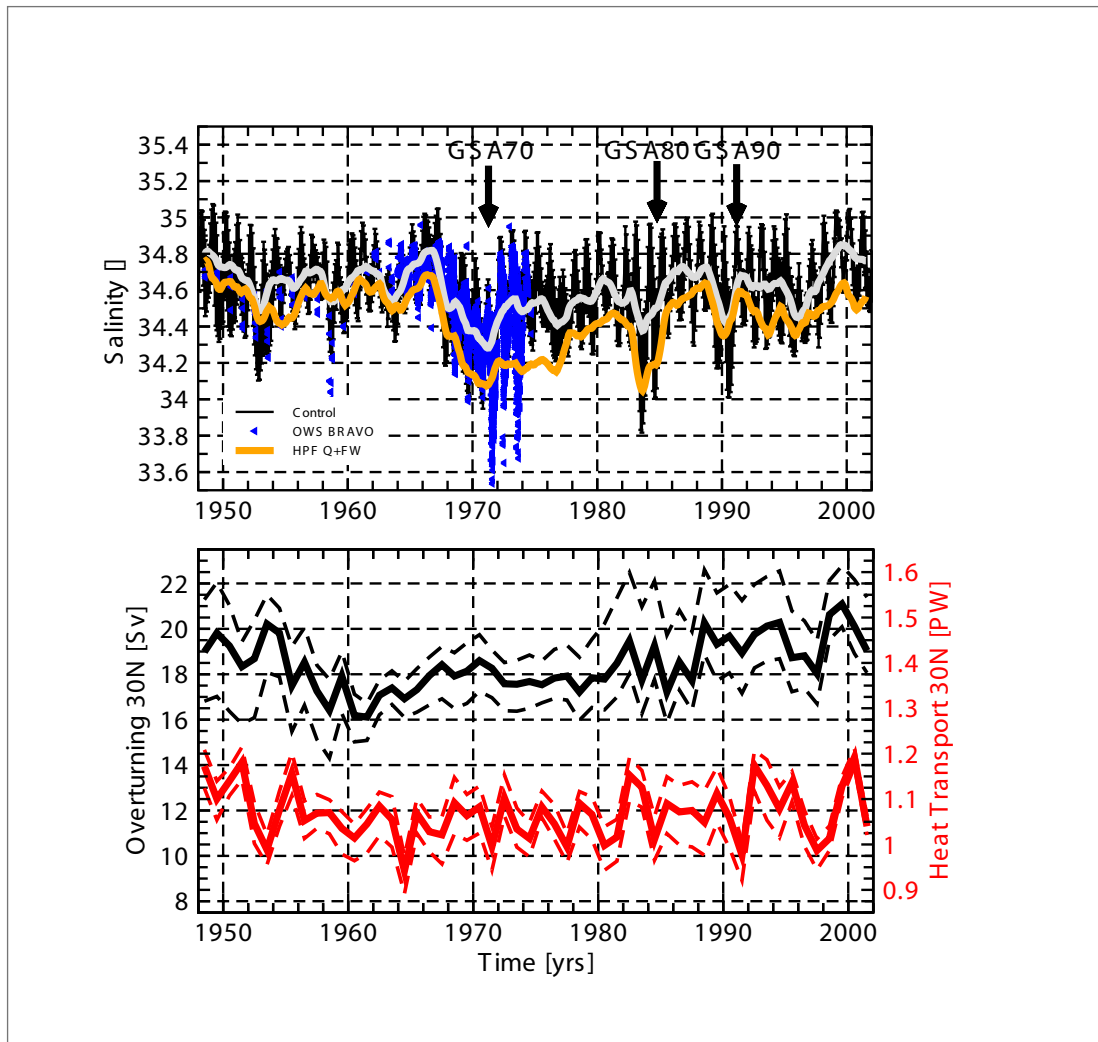 GSA70 GSA80 GSA90
35.4
35.2
35
34.8
34.6
34.4
34.2
34
33.8
33.6
Salinity []
Control
OWS BRAVO
HPF Q+FW
1950 1960 1970 1980 1990 2000
22
20
18
16
14
12
10
8
Overturning 30N [Sv]
1.6
1.5
1.4
1.3
1.2
1.1
1
0.9
Heat Transport 30N [PW]
1950 1960 1970 1980 1990 2000
Time [yrs]